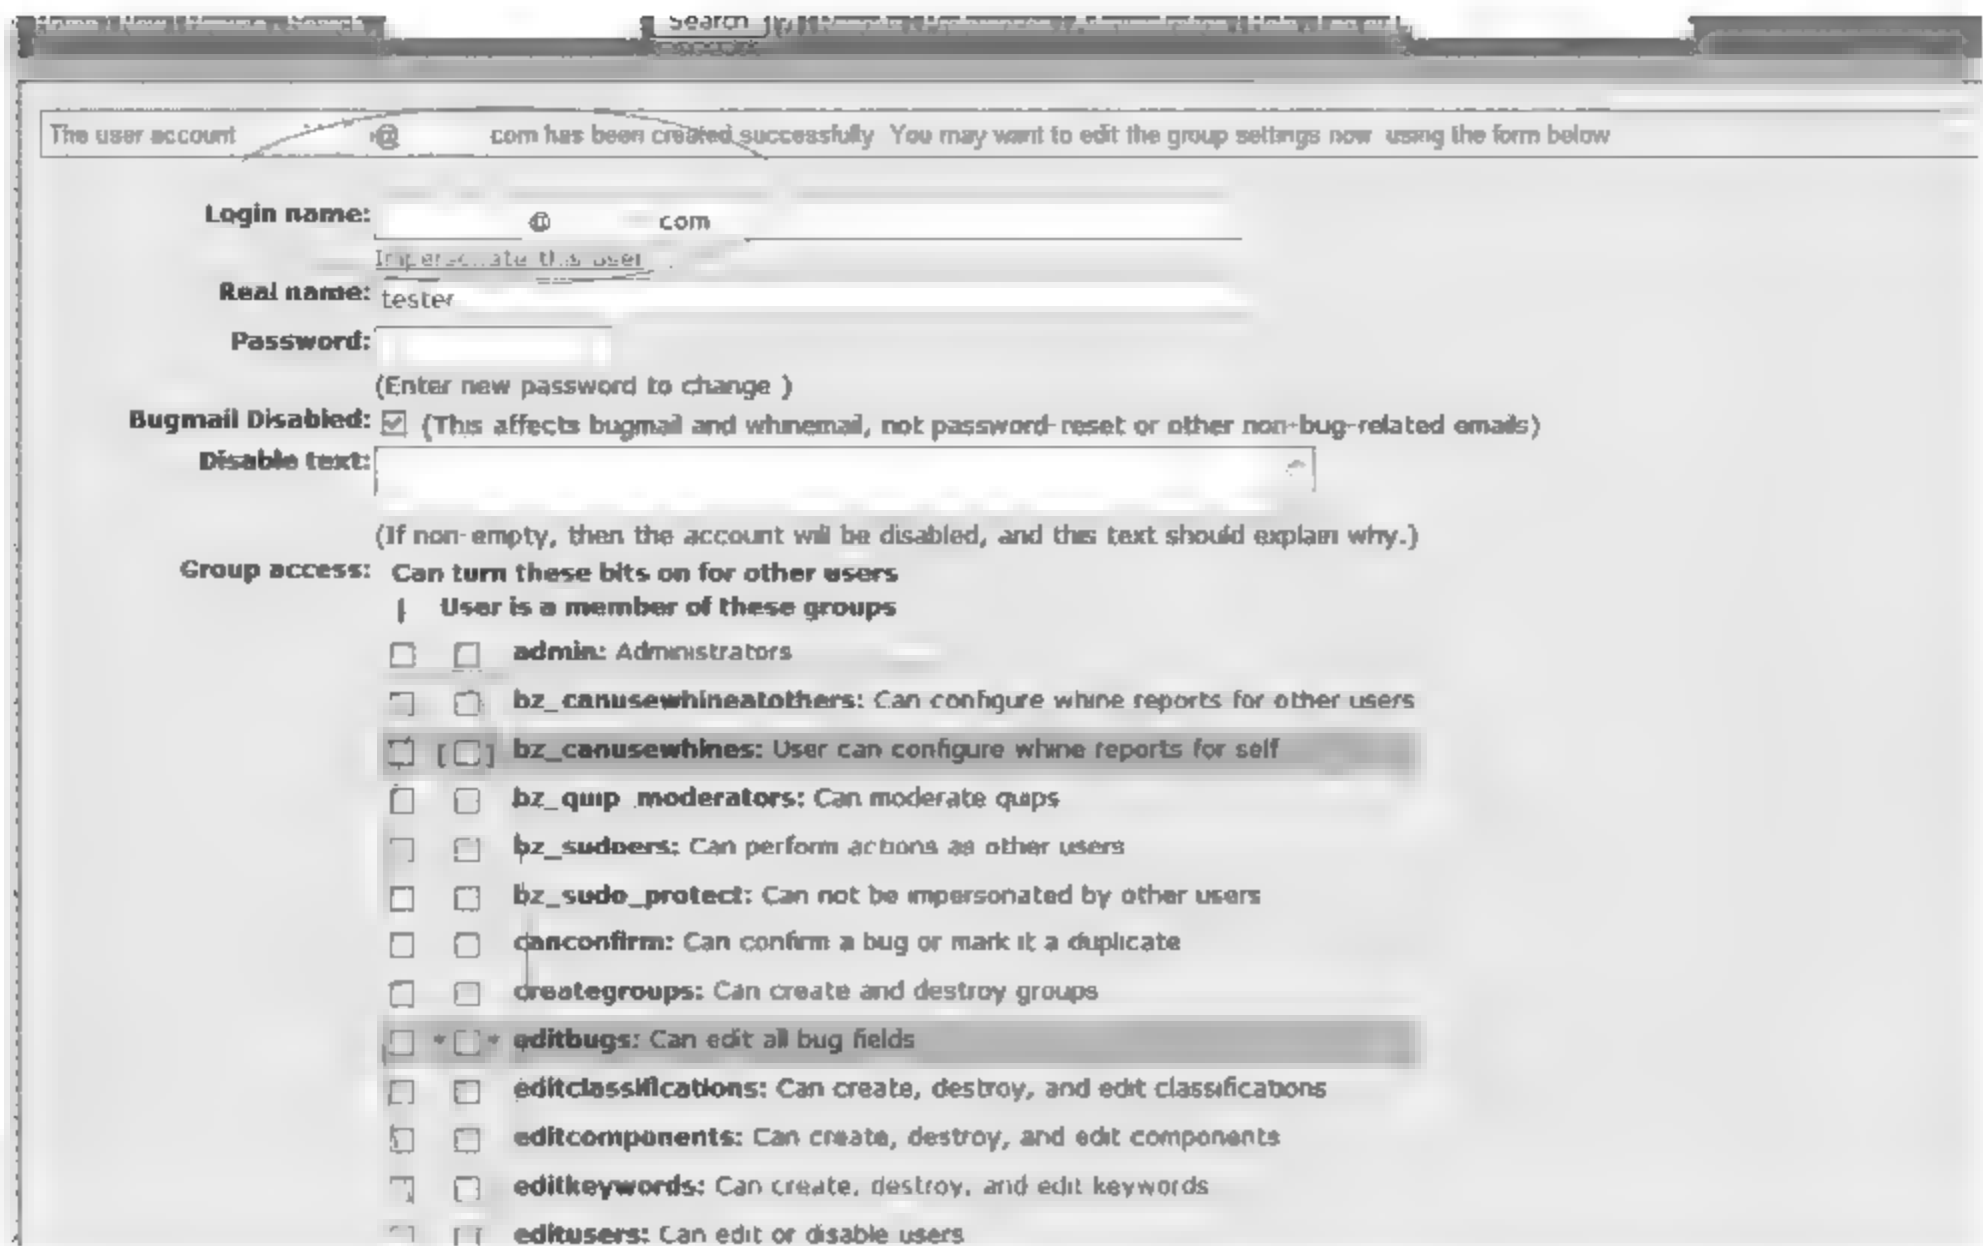 Search
The user account @ com has been created successfully You may want to edit the group settings now using the form below
Login name: @ com
Impersonate this user
Real name: tester
Password:
(Enter new password to change )
Bugmail Disabled: (This affects bugmail and whinemail, not password-reset or other non-bug-related emails)
Disable text:
(If non-empty, then the account will be disabled, and this text should explain why.)
Group access: Can turn these bits on for other users
| User is a member of these groups
admin: Administrators
bz_canusewhineatothers: Can configure whine reports for other users
[ ] bz_canusewhines: User can configure whine reports for self
bz_quip_moderators: Can moderate quips
bz_sudoers: Can perform actions as other users
bz_sudo_protect: Can not be impersonated by other users
canconfirm: Can confirm a bug or mark it a duplicate
creategroups: Can create and destroy groups
* * editbugs: Can edit all bug fields
editclassifications: Can create, destroy, and edit classifications
editcomponents: Can create, destroy, and edit components
editkeywords: Can create, destroy, and edit keywords
editusers: Can edit or disable users